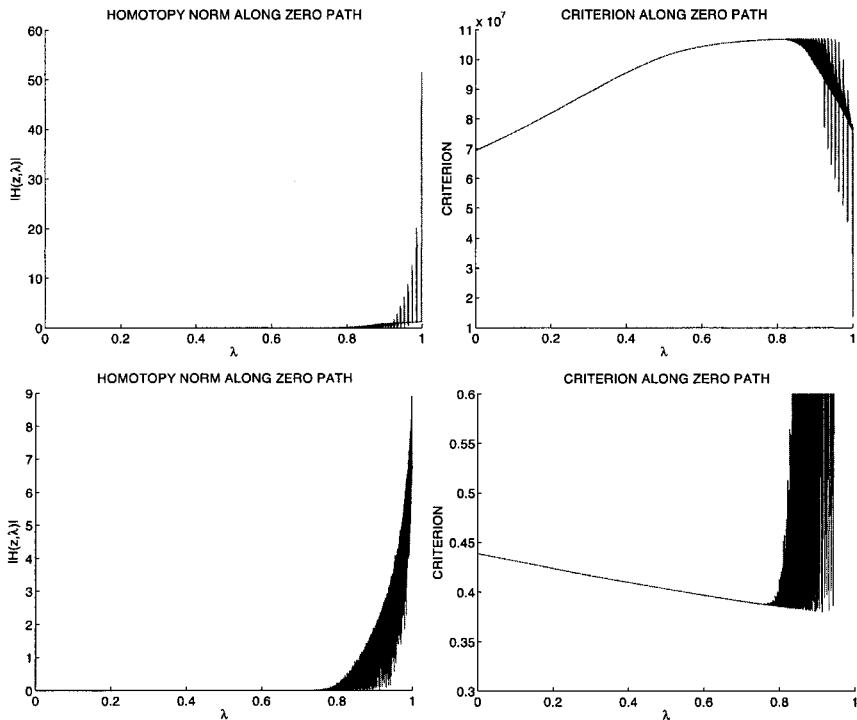 HOMOTOPY NORM ALONG ZERO PATH
60
50
40
30
20
10
0
|H(z,λ)|
0 0.2 0.4 0.6 0.8 1
λ
CRITERION ALONG ZERO PATH
x 10^7
11
10
9
8
7
6
5
4
3
2
1
CRITERION
0 0.2 0.4 0.6 0.8 1
λ
HOMOTOPY NORM ALONG ZERO PATH
9
8
7
6
5
4
3
2
1
0
|H(z,λ)|
0 0.2 0.4 0.6 0.8 1
λ
CRITERION ALONG ZERO PATH
0.6
0.55
0.5
0.45
0.4
0.35
0.3
CRITERION
0 0.2 0.4 0.6 0.8 1
λ